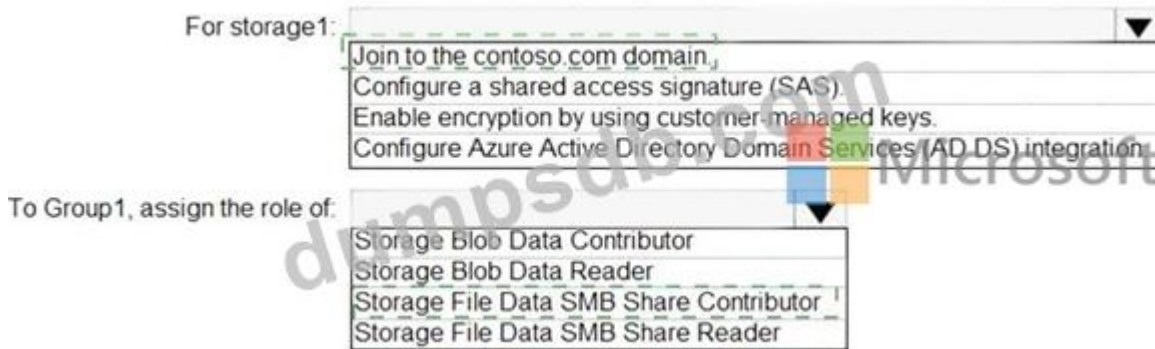 For storage1:
Join to the contoso.com domain.
Configure a shared access signature (SAS).
Enable encryption by using customer-managed keys.
Configure Azure Active Directory Domain Services (AD DS) integration.
Microsoft
To Group1, assign the role of:
dumpsdb.com
Storage Blob Data Contributor
Storage Blob Data Reader
Storage File Data SMB Share Contributor
Storage File Data SMB Share Reader